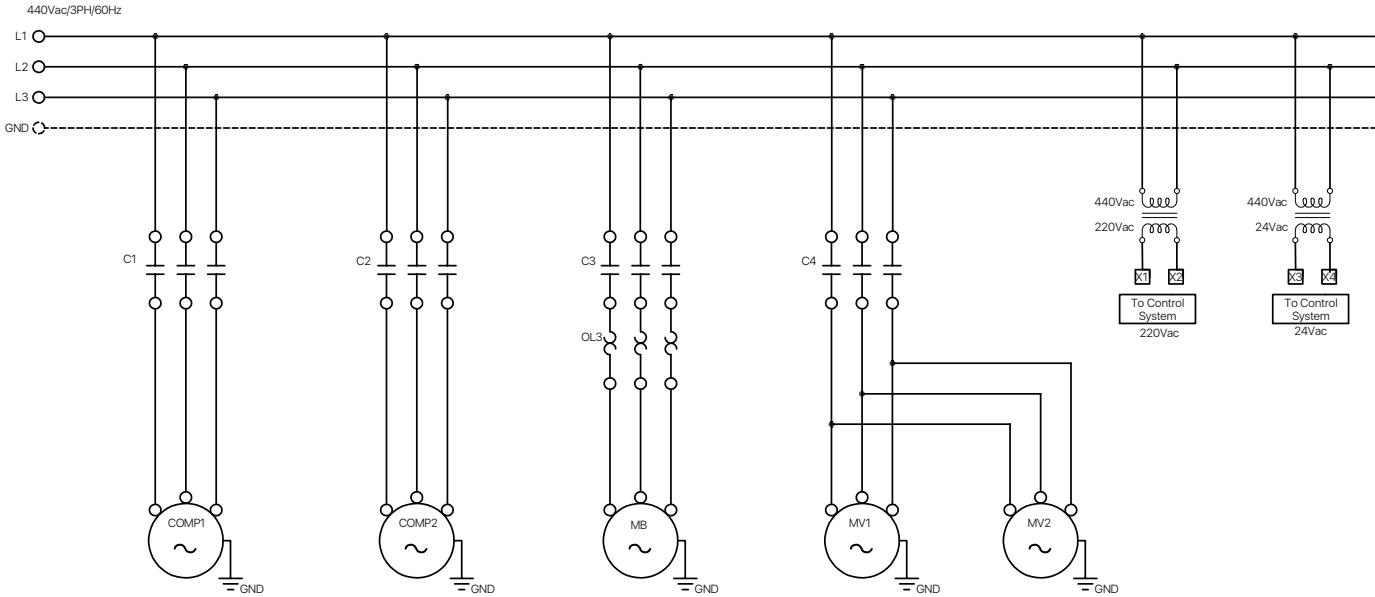 440Vac/3PH/60Hz
L1
L2
L3
GND
440Vac
220Vac
440Vac
24Vac
C1
C2
C3
C4
X1
X2
X3
X4
To Control
System
220Vac
To Control
System
24Vac
OL3
COMP1
COMP2
MB
MV1
MV2
GND
GND
GND
GND
GND